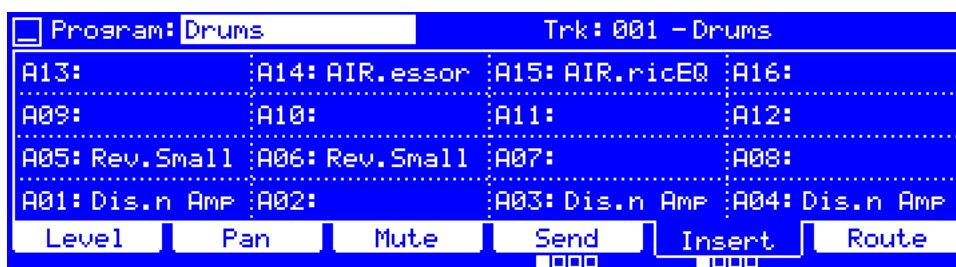 Program: Drums Trk: 001 - Drums
A13: A14: AIR.essor A15: AIR.ricEQ A16:
A09: A10: A11: A12:
A05: Rev.Small A06: Rev.Small A07: A08:
A01: Dis.n Amp A02: A03: Dis.n Amp A04: Dis.n Amp
Level Pan Mute Send Insert Route